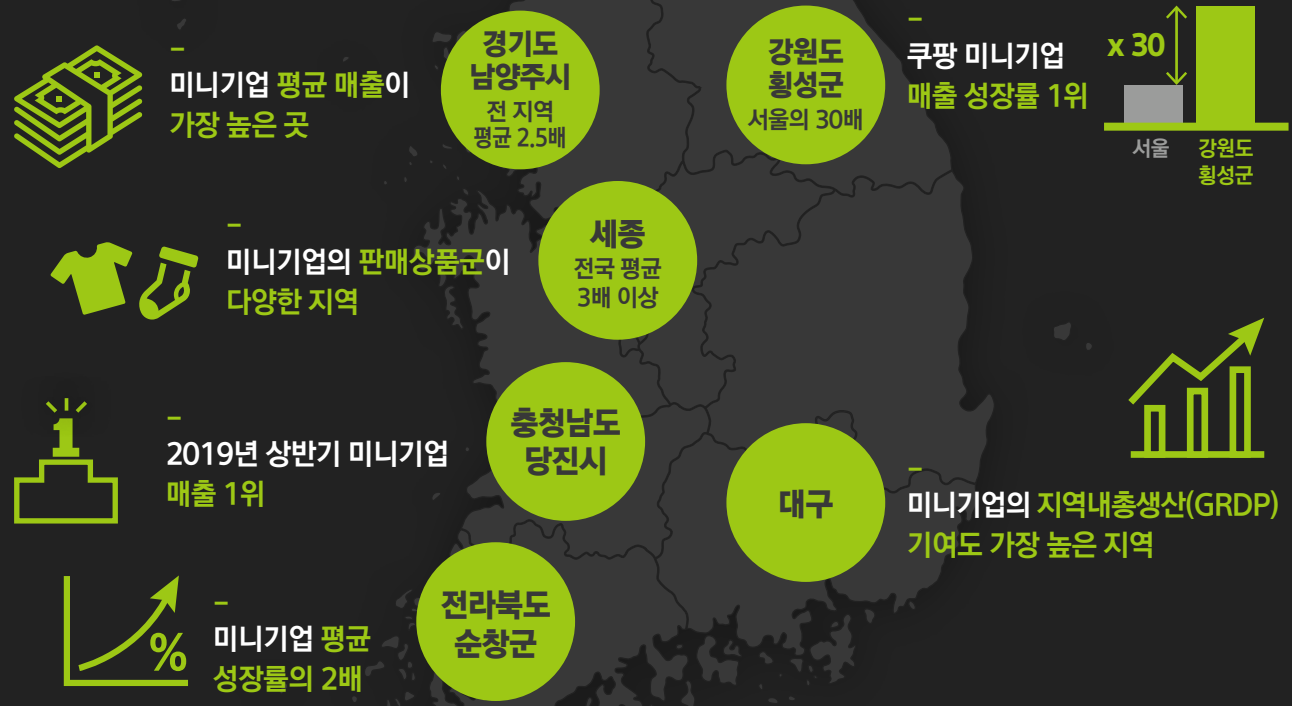 미니기업 평균 매출이
가장 높은 곳
경기도
남양주시
전 지역
평균 2.5배
강원도
횡성군
서울의 30배
쿠팡 미니기업
매출 성장률 1위
x 30
서울
강원도
횡성군
미니기업의 판매상품군이
다양한 지역
세종
전국 평균
3배 이상
1
2019년 상반기 미니기업
매출 1위
충청남도
당진시
대구
미니기업의 지역내총생산(GRDP)
기여도 가장 높은 지역
%
미니기업 평균
성장률의 2배
전라북도
순창군